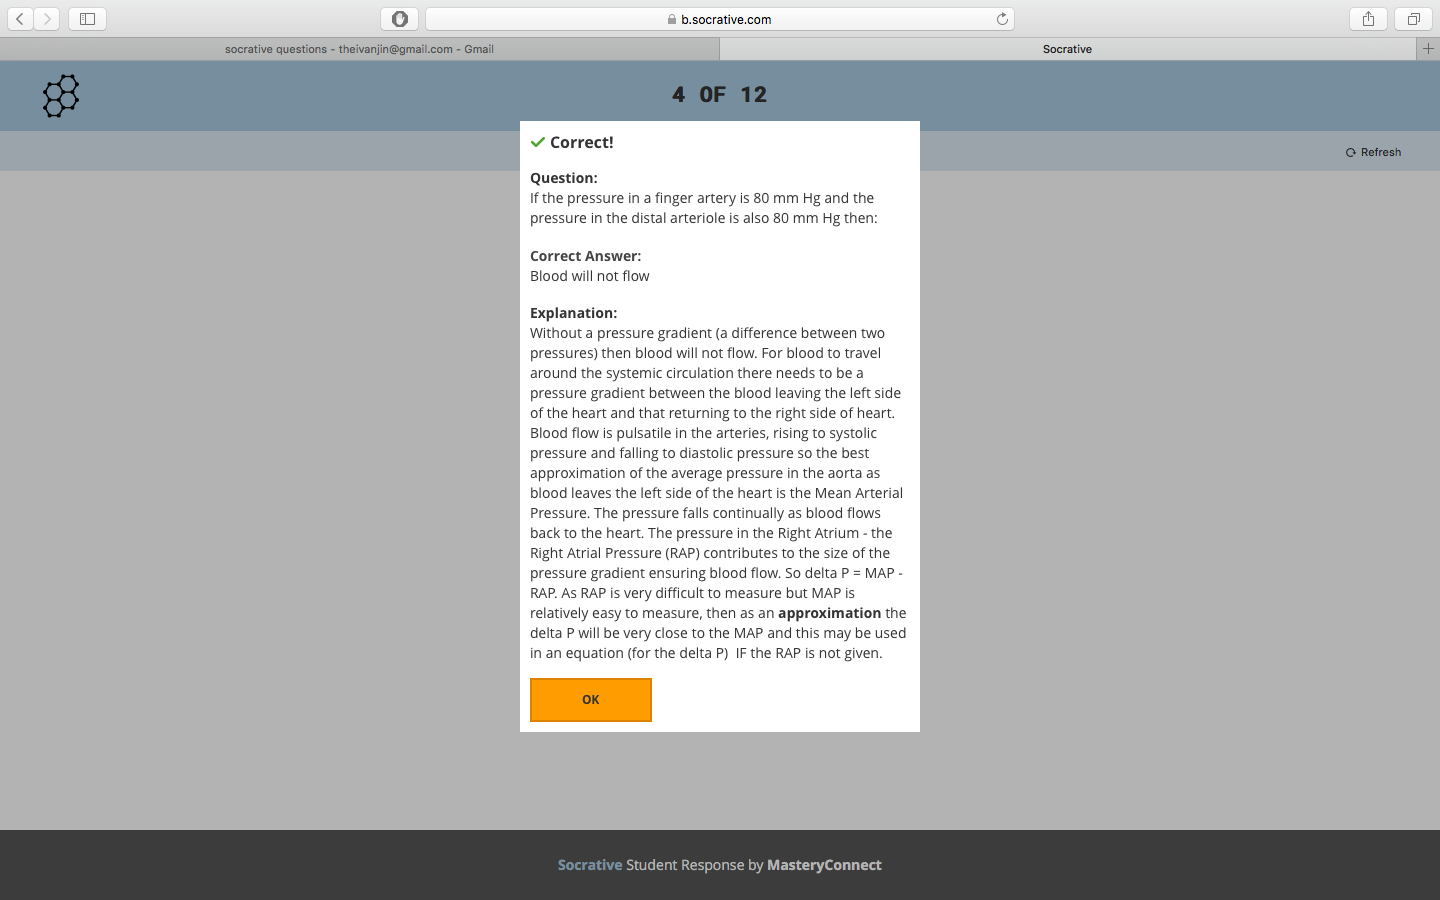 b.socrative.com
socrative questions - theivanjin@gmail.com - Gmail
Socrative
4 OF 12
Refresh
Correct!
Question:
If the pressure in a finger artery is 80 mm Hg and the
pressure in the distal arteriole is also 80 mm Hg then:
Correct Answer:
Blood will not flow
Explanation:
Without a pressure gradient (a difference between two
pressures) then blood will not flow. For blood to travel
around the systemic circulation there needs to be a
pressure gradient between the blood leaving the left side
of the heart and that returning to the right side of heart.
Blood flow is pulsatile in the arteries, rising to systolic
pressure and falling to diastolic pressure so the best
approximation of the average pressure in the aorta as
blood leaves the left side of the heart is the Mean Arterial
Pressure. The pressure falls continually as blood flows
back to the heart. The pressure in the Right Atrium - the
Right Atrial Pressure (RAP) contributes to the size of the
pressure gradient ensuring blood flow. So delta P = MAP -
RAP. As RAP is very difficult to measure but MAP is
relatively easy to measure, then as an approximation the
delta P will be very close to the MAP and this may be used
in an equation (for the delta P)  IF the RAP is not given.
OK
Socrative Student Response by MasteryConnect